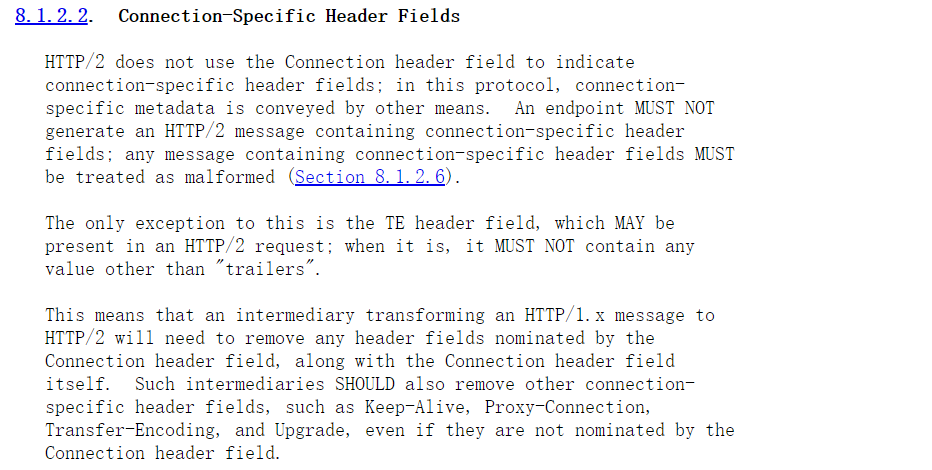 8.1.2.2.  Connection-Specific Header Fields
HTTP/2 does not use the Connection header field to indicate
connection-specific header fields; in this protocol, connection-
specific metadata is conveyed by other means.  An endpoint MUST NOT
generate an HTTP/2 message containing connection-specific header
fields; any message containing connection-specific header fields MUST
be treated as malformed (Section 8.1.2.6).
The only exception to this is the TE header field, which MAY be
present in an HTTP/2 request; when it is, it MUST NOT contain any
value other than "trailers".
This means that an intermediary transforming an HTTP/1.x message to
HTTP/2 will need to remove any header fields nominated by the
Connection header field, along with the Connection header field
itself.  Such intermediaries SHOULD also remove other connection-
specific header fields, such as Keep-Alive, Proxy-Connection,
Transfer-Encoding, and Upgrade, even if they are not nominated by the
Connection header field.